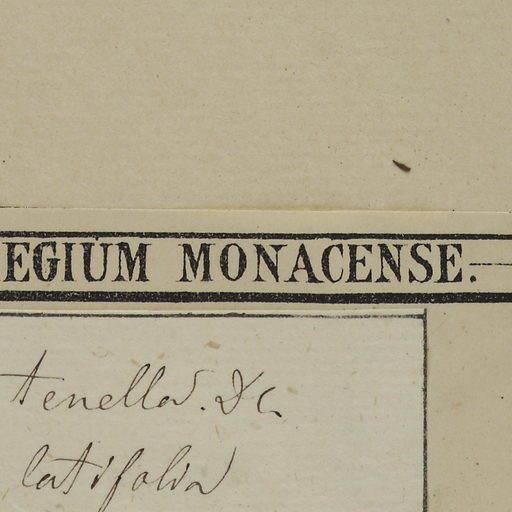 EGIUM MONACENSE.
tenella. DC
latifolia